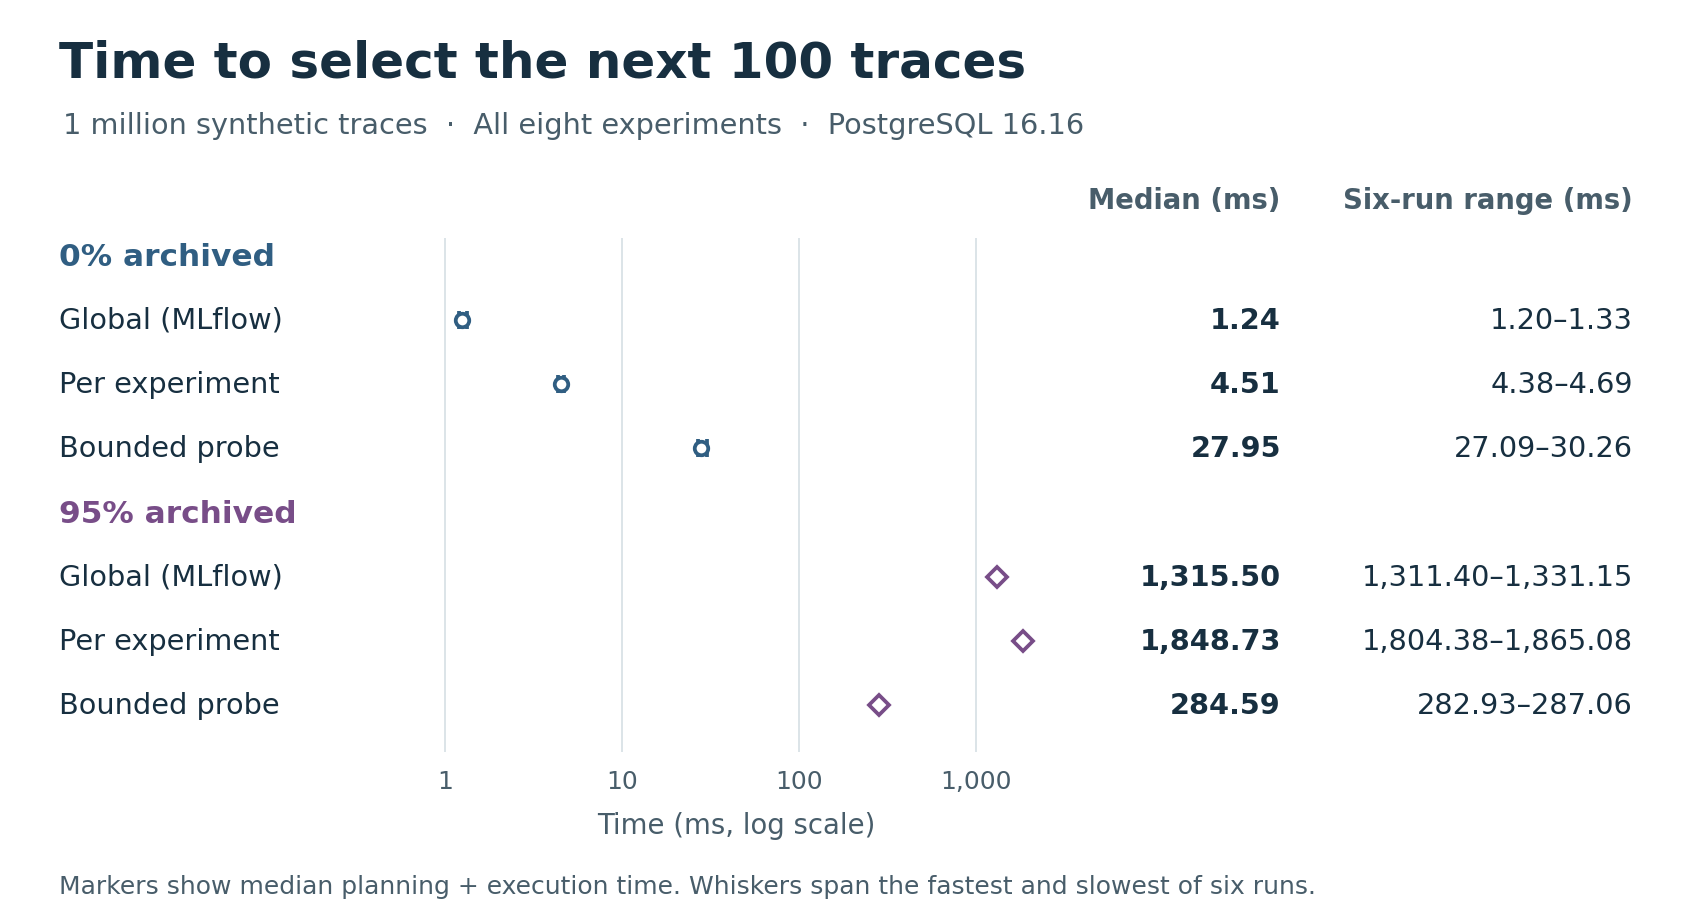 Time to select the next 100 traces
1 million synthetic traces · All eight experiments · PostgreSQL 16.16
Median (ms) Six-run range (ms)
0% archived
Global (MLflow) 1.24 1.20–1.33
Per experiment 4.51 4.38–4.69
Bounded probe 27.95 27.09–30.26
95% archived
Global (MLflow) 1,315.50 1,311.40–1,331.15
Per experiment 1,848.73 1,804.38–1,865.08
Bounded probe 284.59 282.93–287.06
1 10 100 1,000
Time (ms, log scale)
Markers show median planning + execution time. Whiskers span the fastest and slowest of six runs.